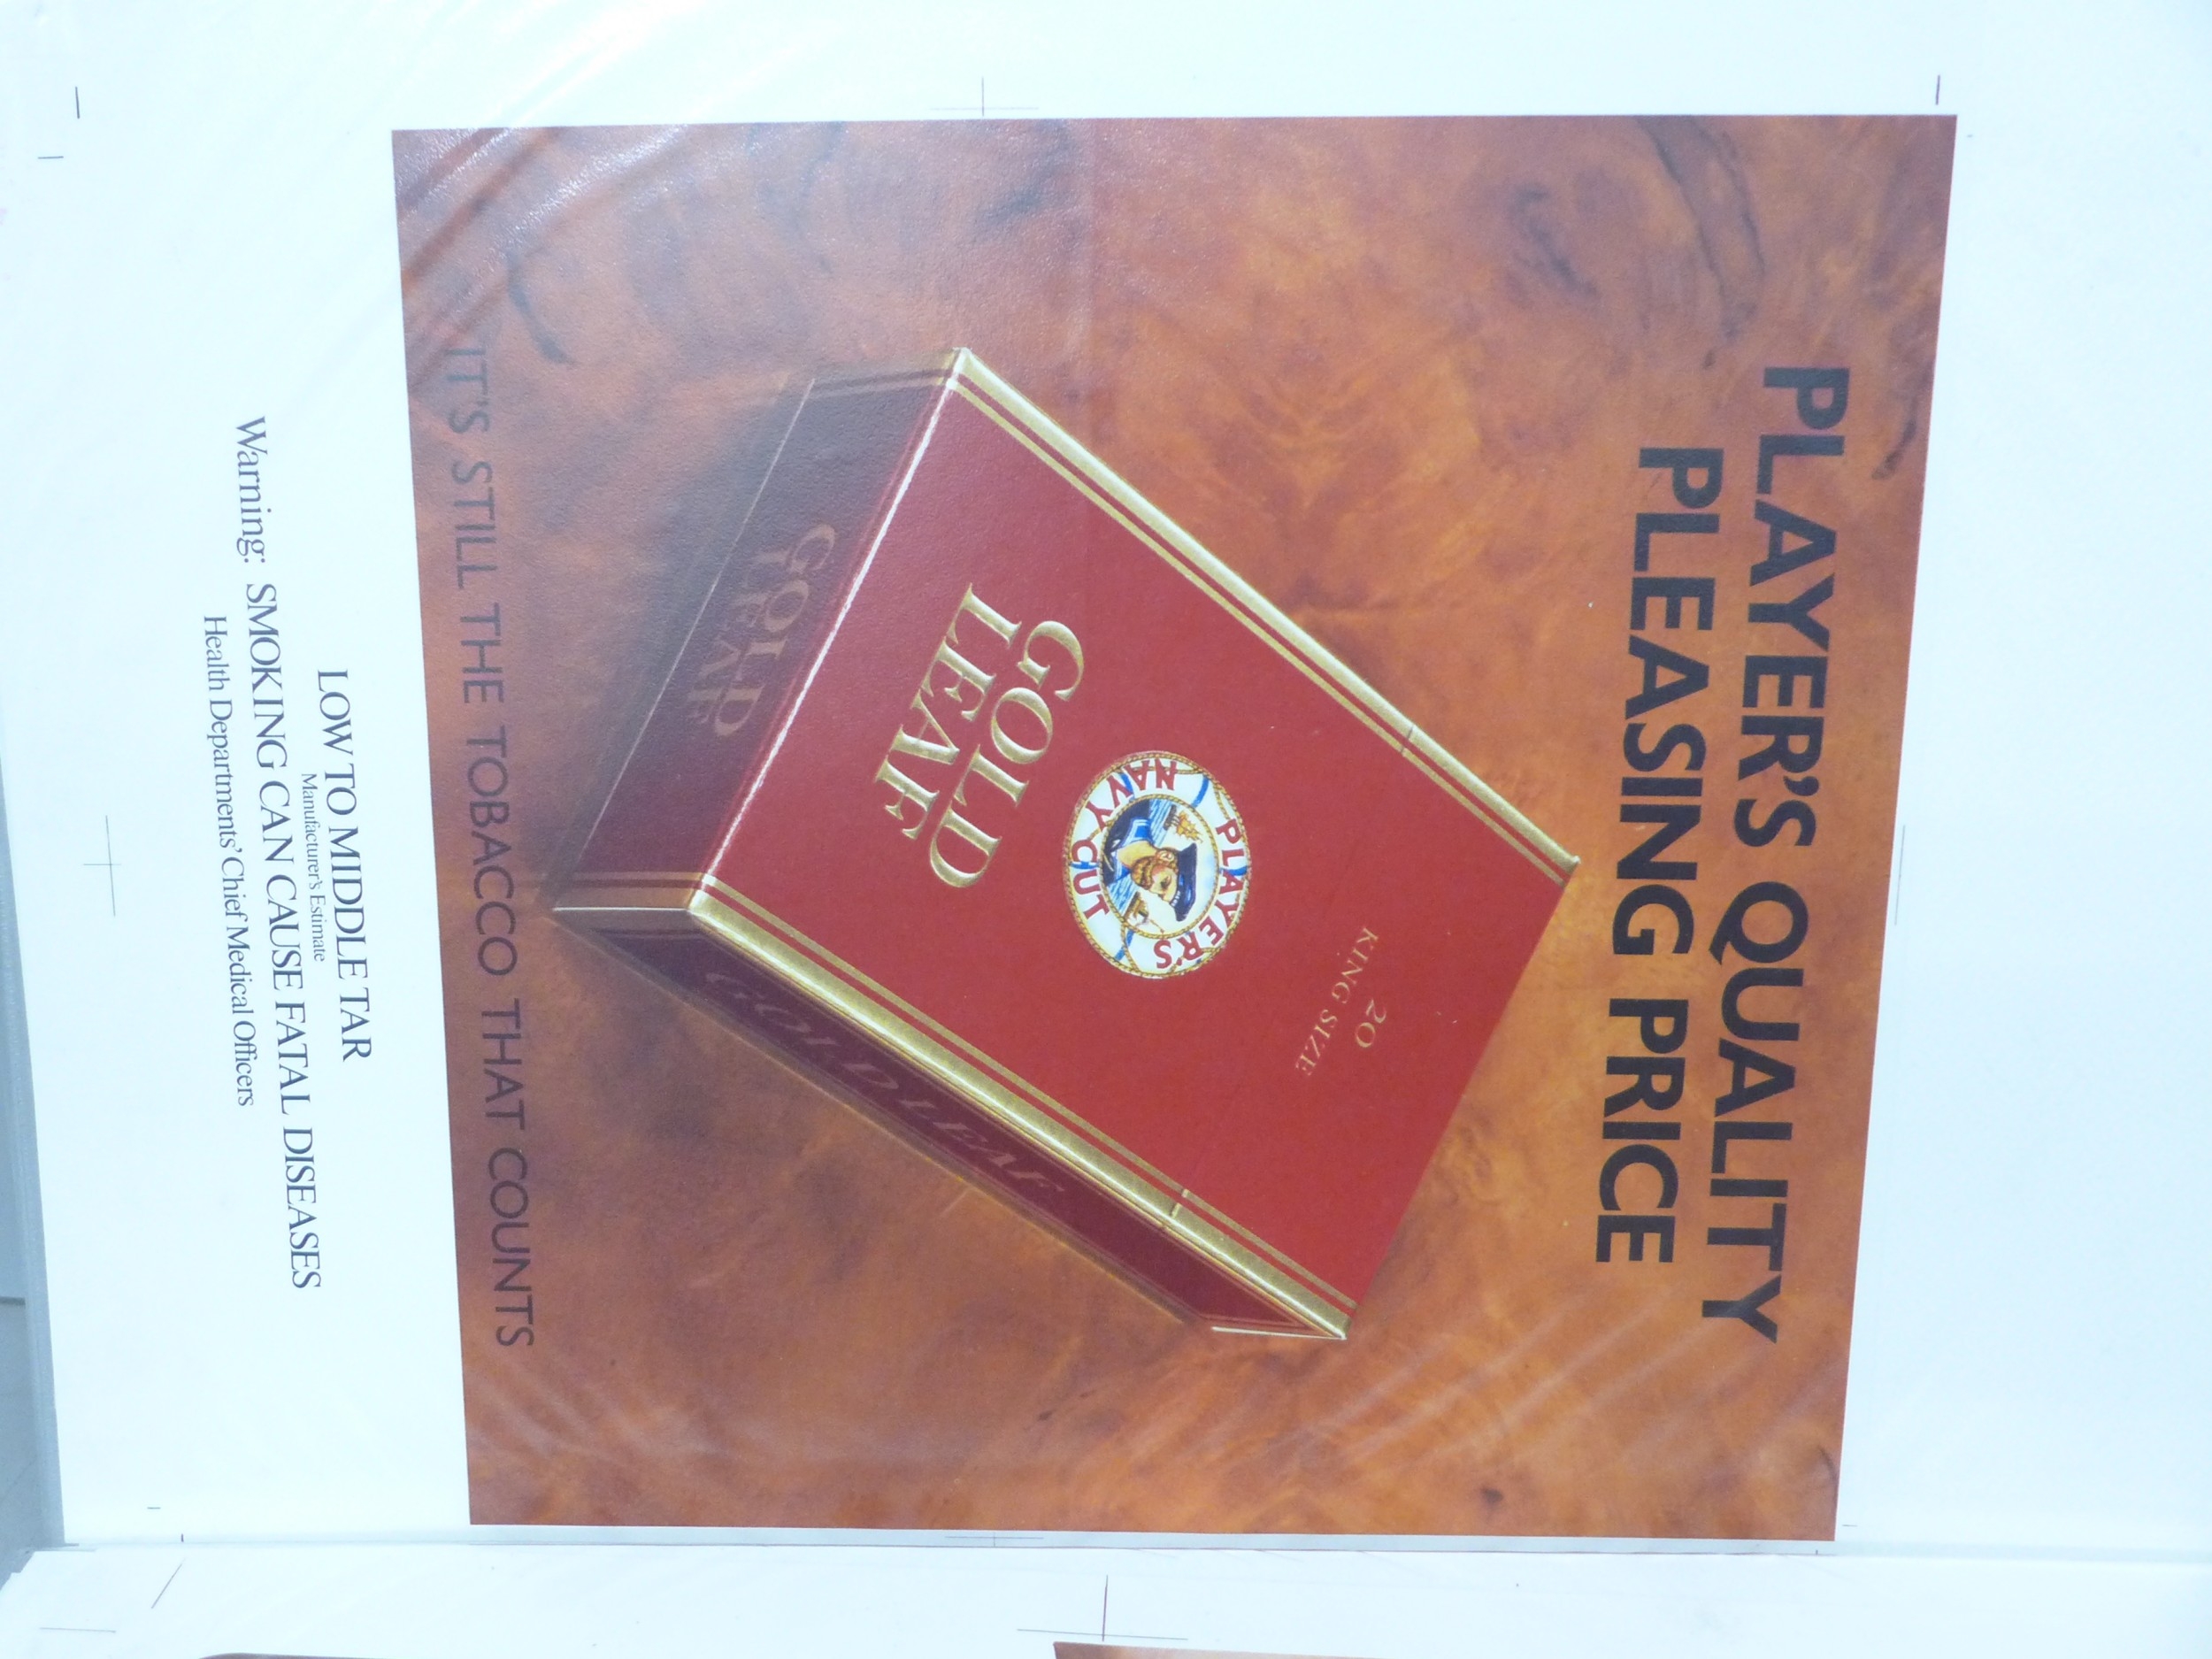 PLAYER'S QUALITY
PLEASING PRICE
20
KING SIZE
PLAYER'S
NAVY CUT
GOLD
LEAF
GOLD LEAF
GOLD
LEAF
IT'S STILL THE TOBACCO THAT COUNTS
LOW TO MIDDLE TAR
Manufacturer's Estimate
Warning: SMOKING CAN CAUSE FATAL DISEASES
Health Departments' Chief Medical Officers